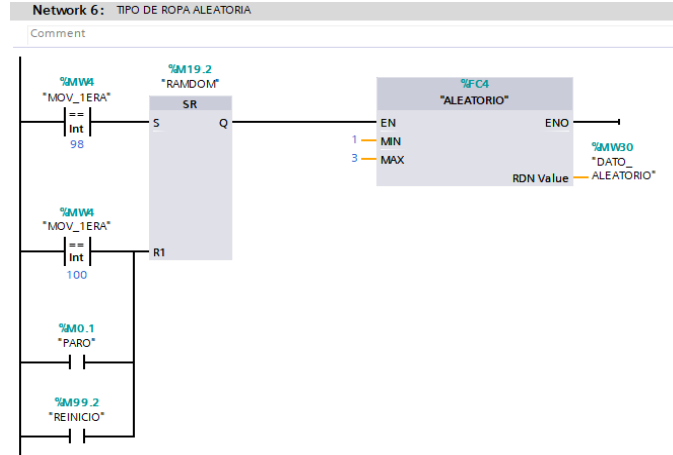 Network 6: TIPO DE ROPA ALEATORIA
Comment
%MW4
"MOV_1ERA"
==
Int
98
%M19.2
"RAMDOM"
SR
S
Q
R1
%FC4
"ALEATORIO"
EN
ENO
1
MIN
3
MAX
RDN Value
%MW30
"DATO_
ALEATORIO"
%MW4
"MOV_1ERA"
==
Int
100
%M0.1
"PARO"
%M99.2
"REINICIO"